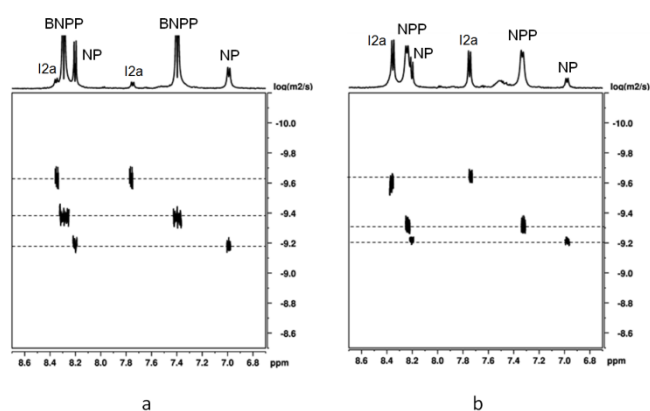 BNPP BNPP
I2a NP I2a NP
log(m2/s)
-10.0
-9.8
-9.6
-9.4
-9.2
-9.0
-8.8
-8.6
8.6 8.4 8.2 8.0 7.8 7.6 7.4 7.2 7.0 6.8 ppm
a
I2a NPP I2a NPP
NP NP
log(m2/s)
-10.0
-9.8
-9.6
-9.4
-9.2
-9.0
-8.8
-8.6
8.6 8.4 8.2 8.0 7.8 7.6 7.4 7.2 7.0 6.8 ppm
b